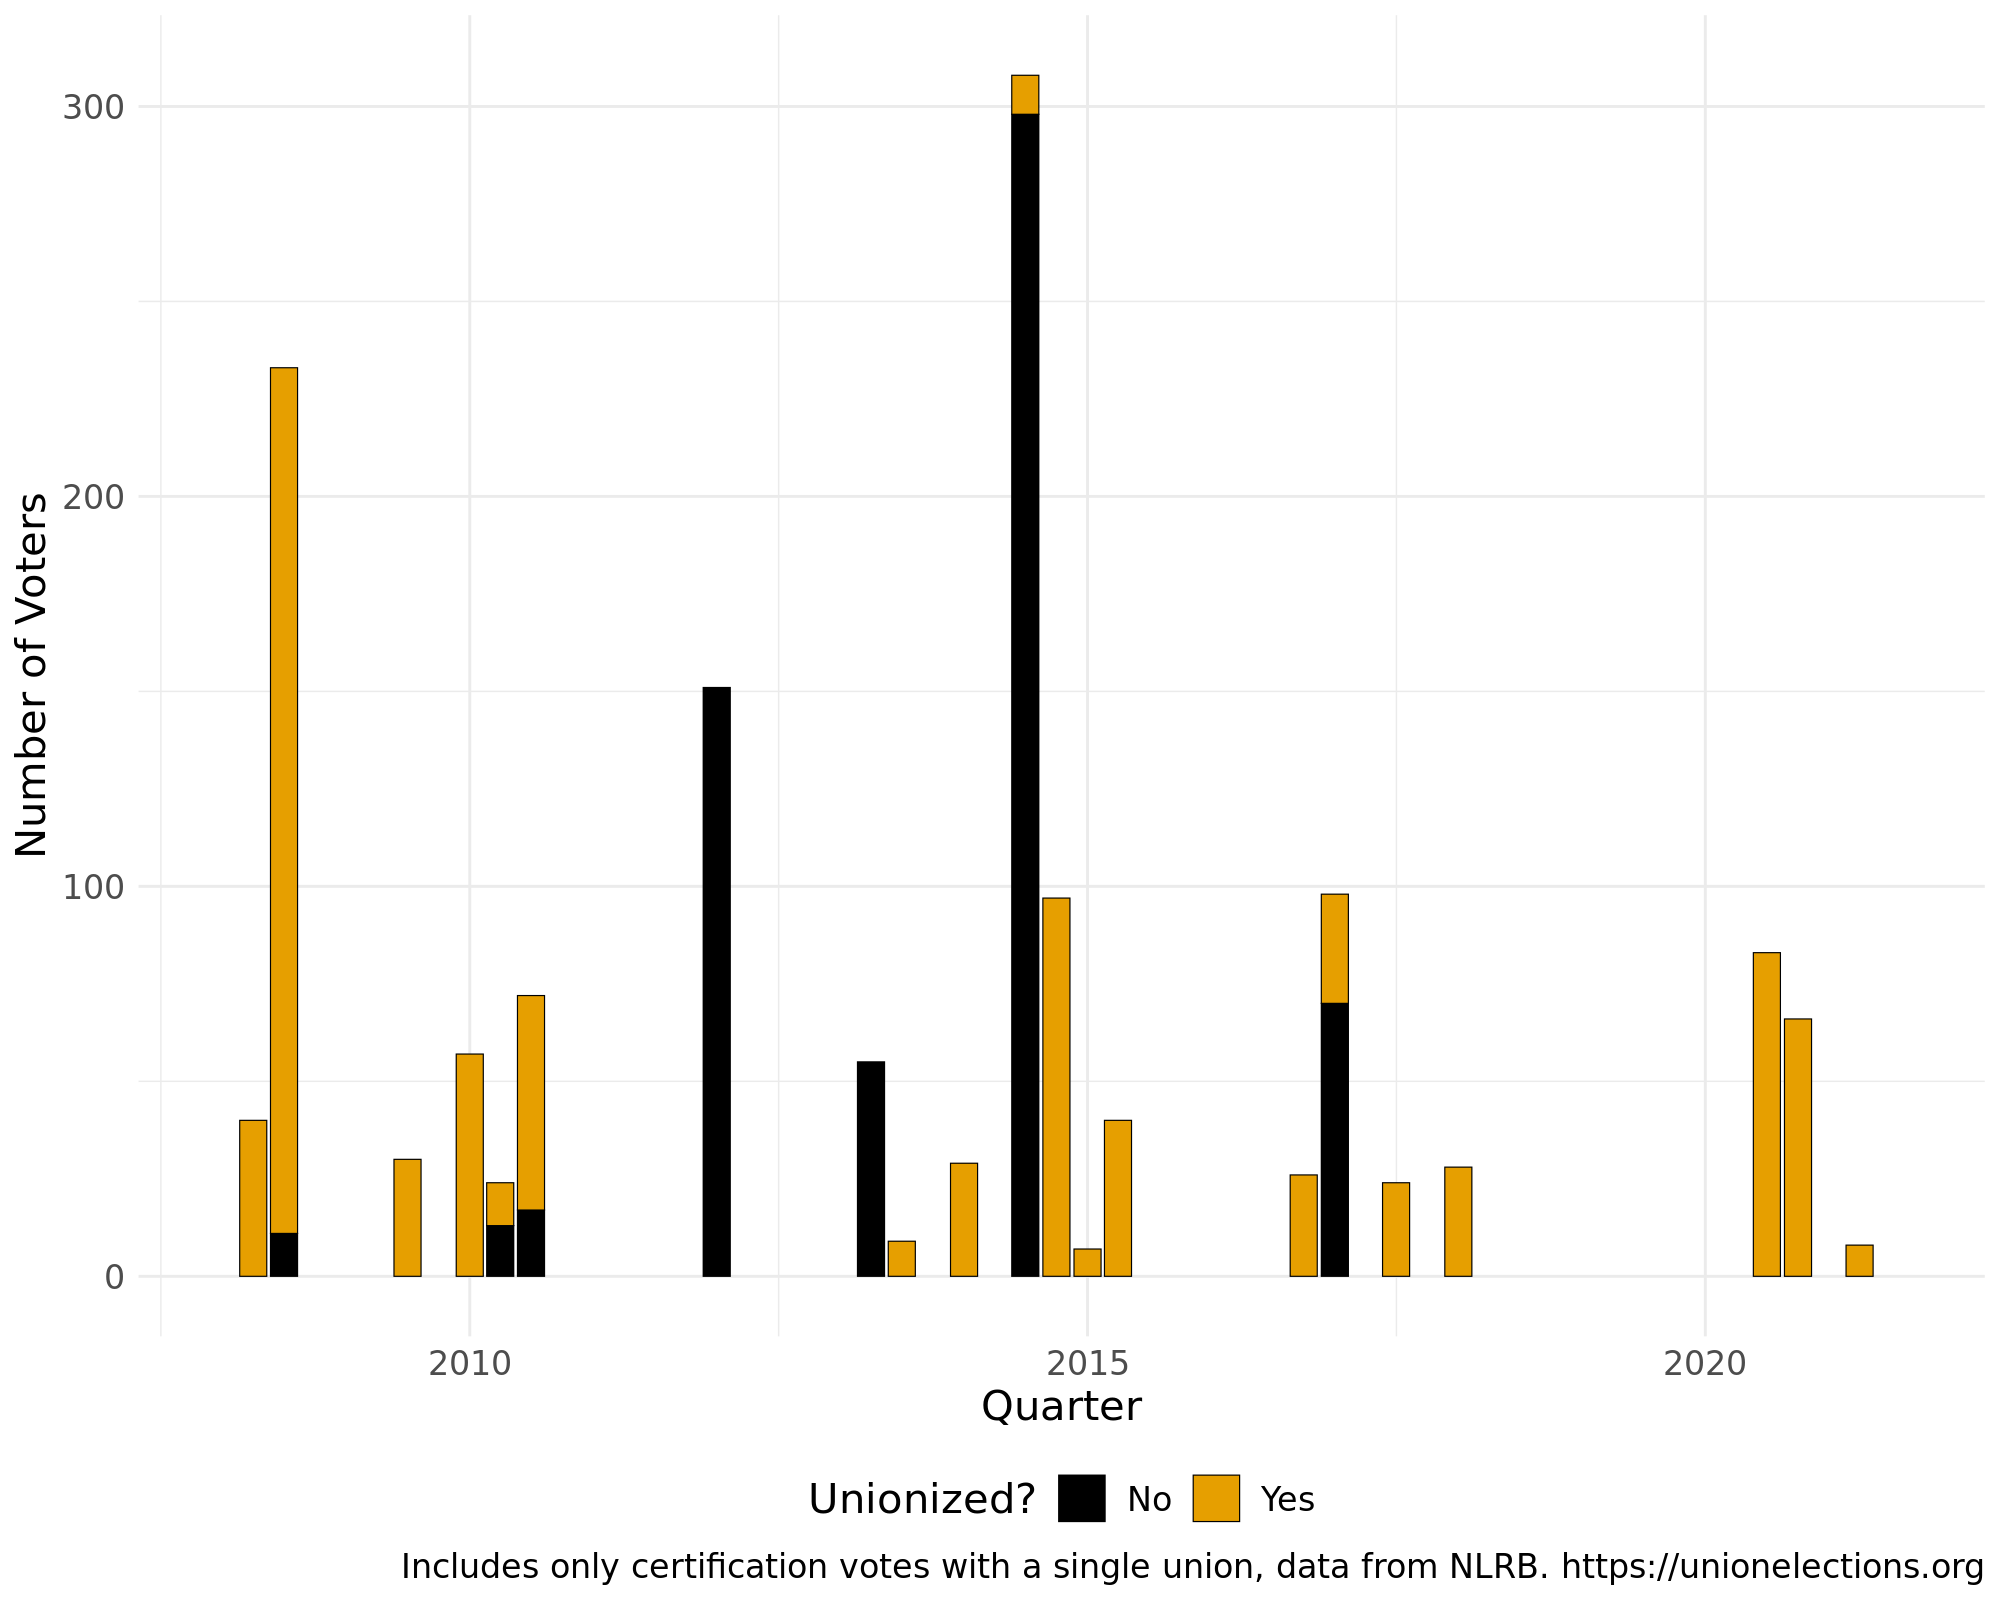 300
200
100
0
Number of Voters
2010 2015 2020
Quarter
Unionized? No Yes
Includes only certification votes with a single union, data from NLRB. https://unionelections.org